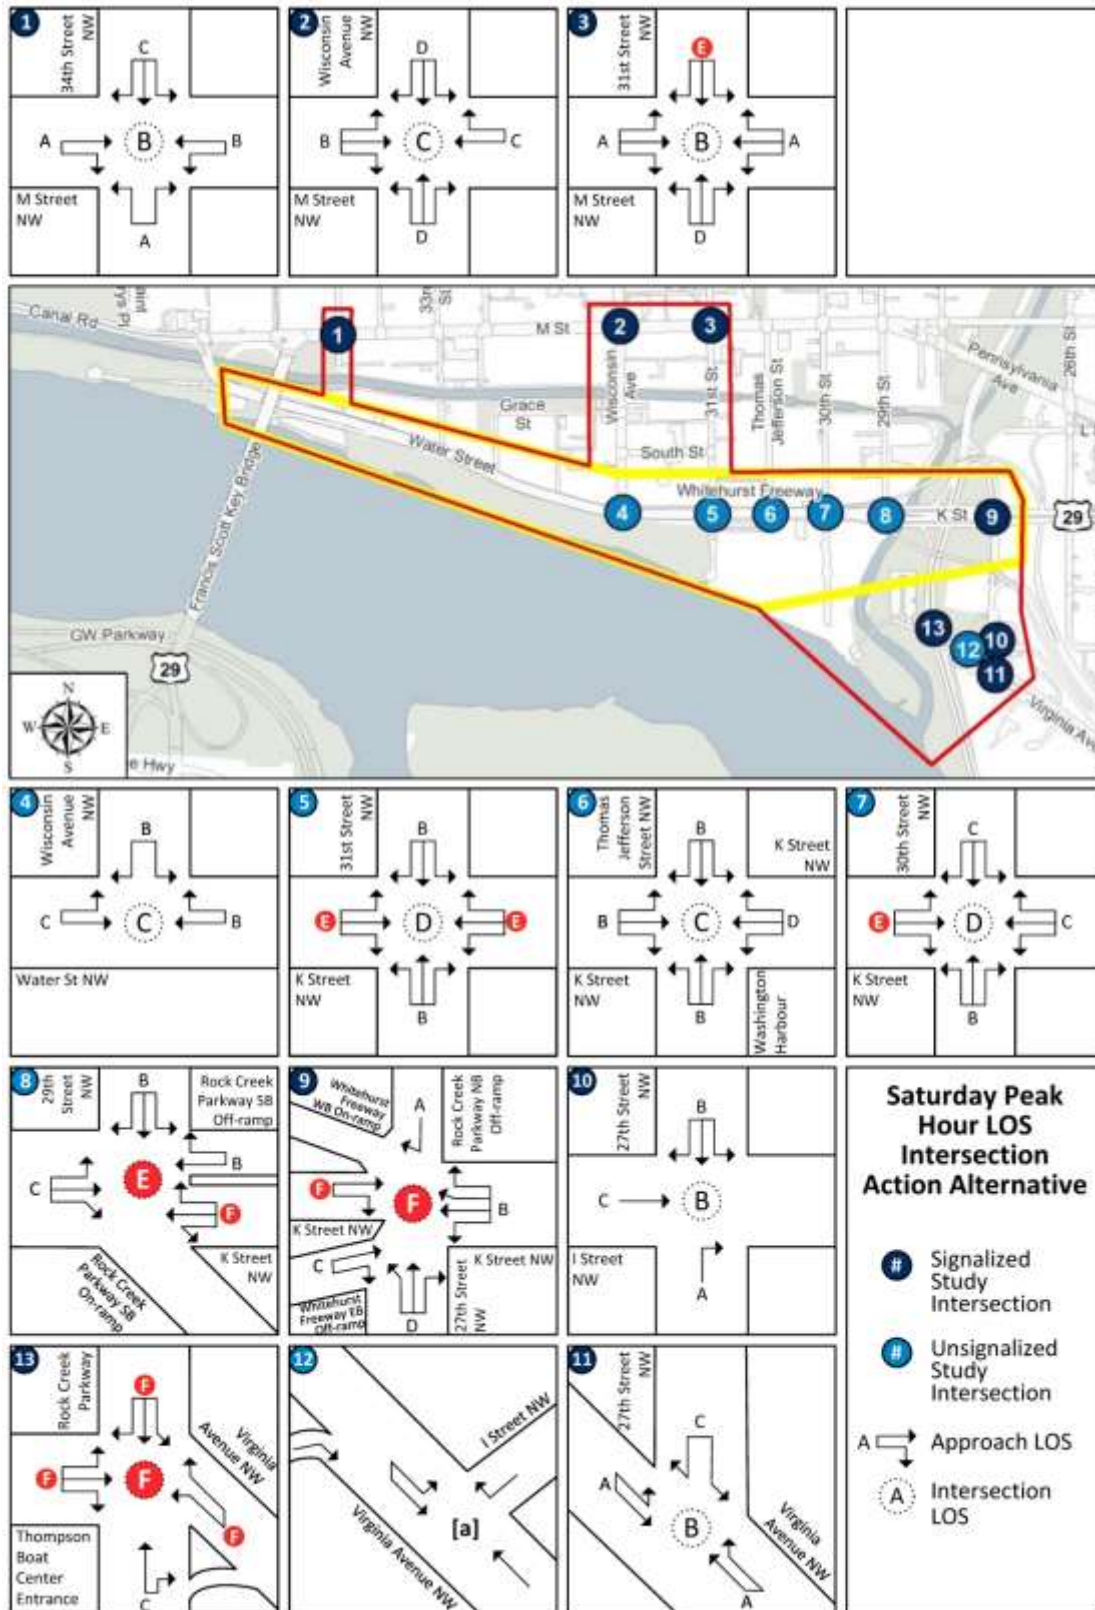 1
34th Street
NW
C
A
B
B
M Street
NW
A
2
Wisconsin
Avenue
NW
D
B
C
C
M Street
NW
D
3
31st Street
NW
E
A
B
A
M Street
NW
D
Canal Rd
33rd
St
M St
1
2
3
Pennsylvania
Ave
26th St
Grace
St
Wisconsin
Ave
31st St
Thomas
Jefferson St
30th St
29th St
L
Water Street
South St
Whitehurst Freeway
4
5
6
7
8
K St
9
29
Francis Scott Key Bridge
GW Parkway
29
13
12
10
11
Virginia Ave
N
W
E
S
e Hwy
4
Wisconsin
Avenue
NW
B
C
C
B
Water St NW
5
31st Street
NW
B
E
D
E
K Street
NW
B
6
Thomas
Jefferson
Street NW
B
K Street
NW
B
C
D
K Street
NW
B
Washington
Harbour
7
30th Street
NW
C
E
D
C
K Street
NW
B
8
29th
Street
NW
B
Rock Creek
Parkway SB
Off-ramp
C
E
B
F
K Street
NW
Rock Creek
Parkway SB
On-ramp
9
Whitehurst
Freeway
WB On-ramp
A
Rock Creek
Parkway NB
Off-ramp
F
F
B
K Street NW
C
K Street NW
Whitehurst
Freeway EB
Off-ramp
D
27th Street
NW
10
27th Street
NW
B
C
B
I Street
NW
A
Saturday Peak
Hour LOS
Intersection
Action Alternative
# Signalized
Study
Intersection
# Unsignalized
Study
Intersection
A Approach LOS
A Intersection
LOS
13
Rock Creek
Parkway
F
Virginia
Avenue NW
F
F
F
Thompson
Boat
Center
Entrance
C
12
I Street NW
[a]
Virginia Avenue NW
11
27th Street
NW
C
A
B
Virginia
Avenue NW
A